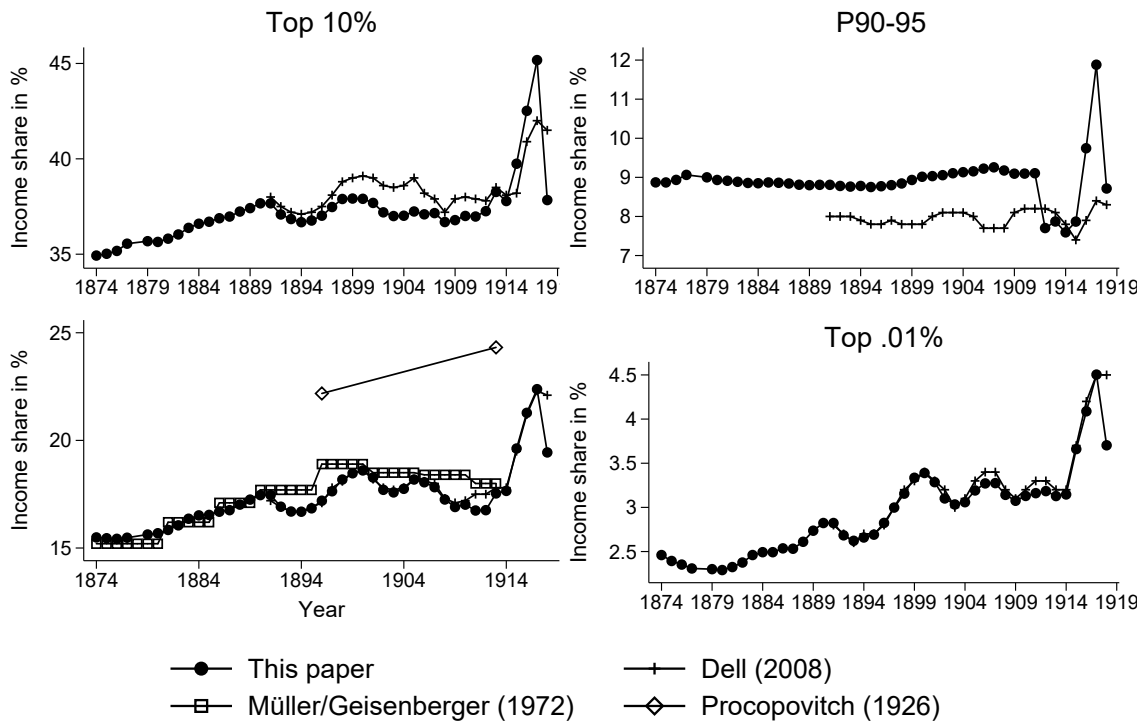 Top 10%
Income share in %
45
40
35
1874 1879 1884 1889 1894 1899 1904 1909 1914 19
P90-95
Income share in %
12
11
10
9
8
7
1874 1879 1884 1889 1894 1899 1904 1909 1914 1919
Income share in %
25
20
15
1874 1884 1894 1904 1914
Year
Top .01%
Income share in %
4.5
4
3.5
3
2.5
1874 1879 1884 1889 1894 1899 1904 1909 1914 1919
This paper
Dell (2008)
Müller/Geisenberger (1972)
Procopovitch (1926)